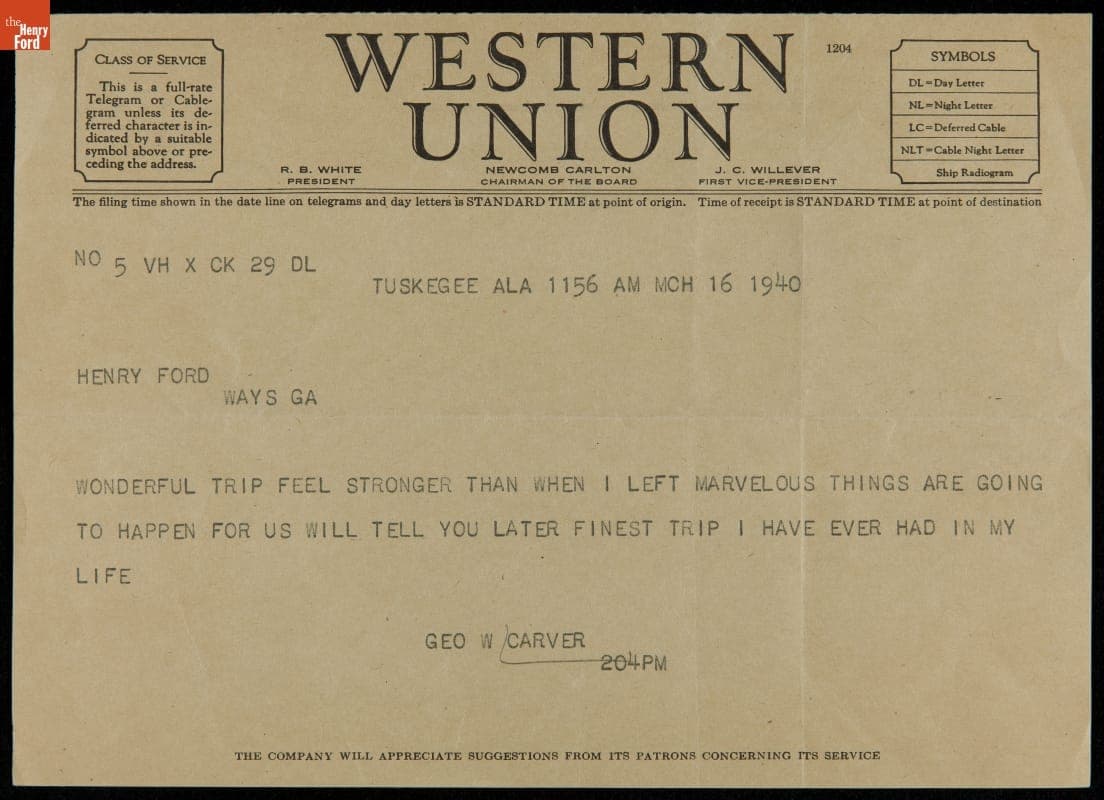 the
Henry
Ford
CLASS OF SERVICE
This is a full-rate
Telegram or Cable-
gram unless its de-
ferred character is in-
dicated by a suitable
symbol above or pre-
ceding the address.
WESTERN
UNION
1204
R. B. WHITE
PRESIDENT
NEWCOMB CARLTON
CHAIRMAN OF THE BOARD
J. C. WILLEVER
FIRST VICE-PRESIDENT
SYMBOLS
DL=Day Letter
NL=Night Letter
LC=Deferred Cable
NLT=Cable Night Letter
Ship Radiogram
The filing time shown in the date line on telegrams and day letters is STANDARD TIME at point of origin. Time of receipt is STANDARD TIME at point of destination
NO 5 VH X CK 29 DL
TUSKEGEE ALA 1156 AM MCH 16 1940
HENRY FORD
WAYS GA
WONDERFUL TRIP FEEL STRONGER THAN WHEN I LEFT MARVELOUS THINGS ARE GOING
TO HAPPEN FOR US WILL TELL YOU LATER FINEST TRIP I HAVE EVER HAD IN MY
LIFE
GEO W CARVER
204PM
THE COMPANY WILL APPRECIATE SUGGESTIONS FROM ITS PATRONS CONCERNING ITS SERVICE